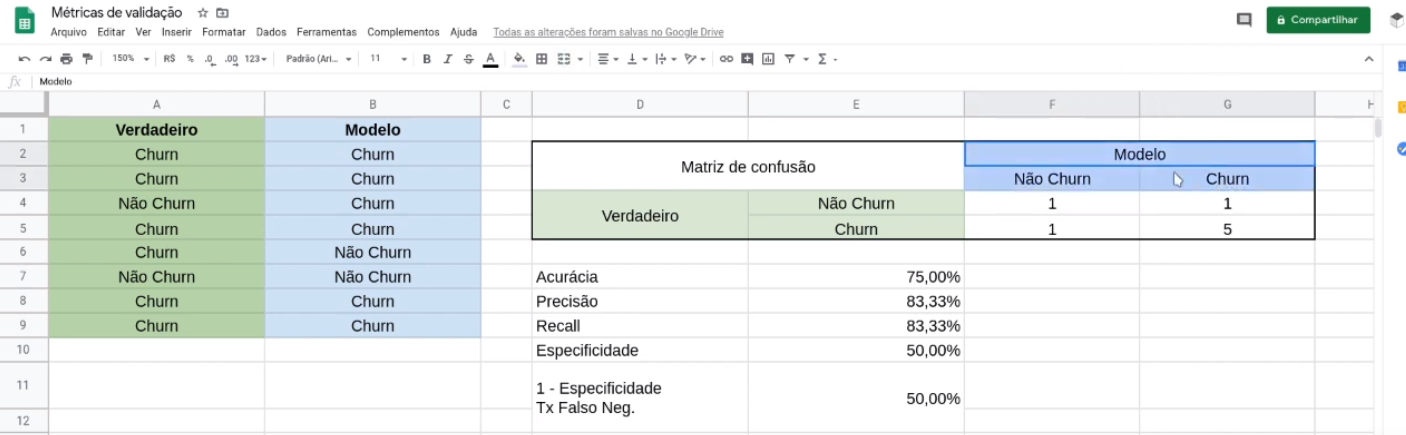 Métricas de validação
Arquivo Editar Ver Inserir Formatar Dados Ferramentas Complementos Ajuda Todas as alterações foram salvas no Google Drive
Compartilhar
150% R$ % .0 .00 123 Padrão (Ari... 11 B I S A
fx Modelo
A B C D E F G H
1 Verdadeiro Modelo
2 Churn Churn Matriz de confusão Modelo
3 Churn Churn Não Churn Churn
4 Não Churn Churn Verdadeiro Não Churn 1 1
5 Churn Churn Churn 1 5
6 Churn Não Churn
7 Não Churn Não Churn Acurácia 75,00%
8 Churn Churn Precisão 83,33%
9 Churn Churn Recall 83,33%
10 Especificidade 50,00%
11 1 - Especificidade
Tx Falso Neg. 50,00%
12